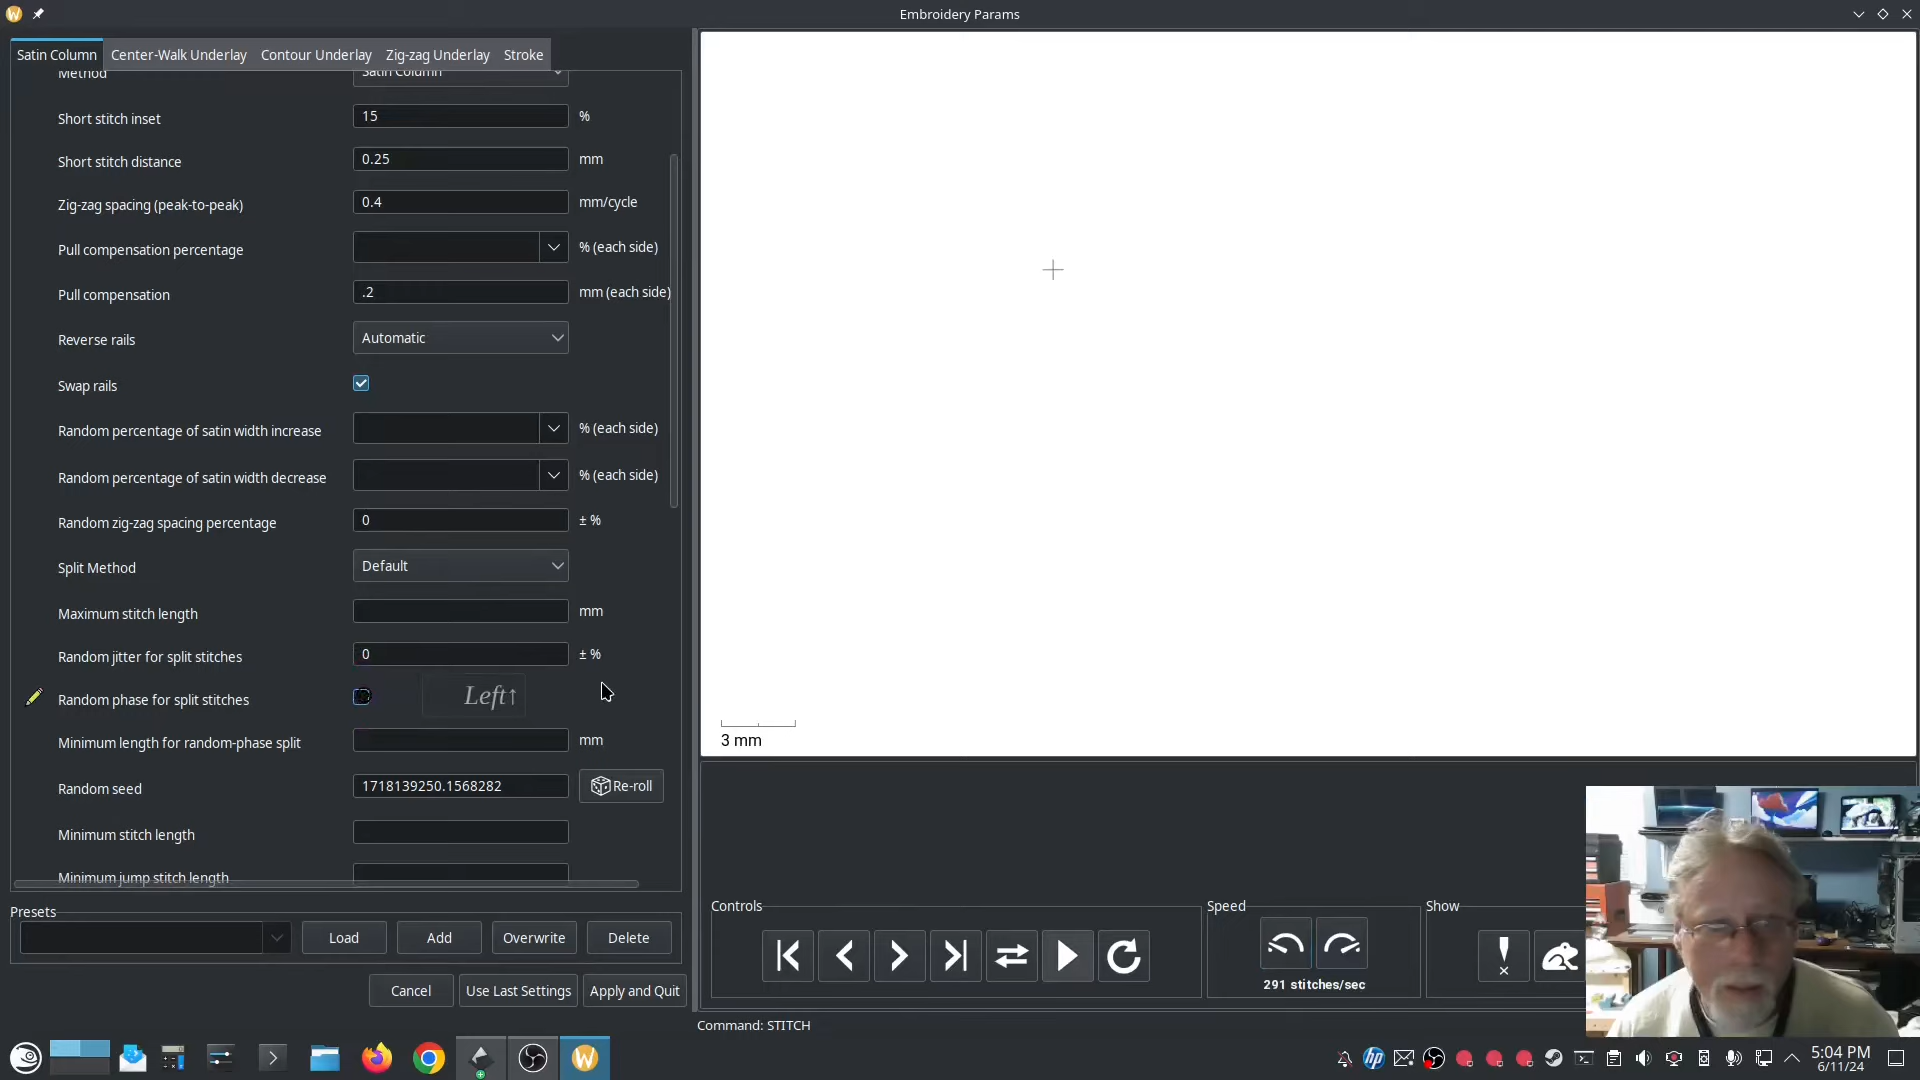 Embroidery Params
Satin Column Center-Walk Underlay Contour Underlay Zig-zag Underlay Stroke
Method Satin Column
Short stitch inset 15 %
Short stitch distance 0.25 mm
Zig-zag spacing (peak-to-peak) 0.4 mm/cycle
Pull compensation percentage % (each side)
Pull compensation .2 mm (each side)
Reverse rails Automatic
Swap rails
Random percentage of satin width increase % (each side)
Random percentage of satin width decrease % (each side)
Random zig-zag spacing percentage 0 ± %
Split Method Default
Maximum stitch length mm
Random jitter for split stitches 0 ± %
Random phase for split stitches Left↑
Minimum length for random-phase split mm
Random seed 1718139250.1568282 Re-roll
Minimum stitch length
Minimum jump stitch length
Presets
Load Add Overwrite Delete
Cancel Use Last Settings Apply and Quit
3 mm
Controls Speed Show
291 stitches/sec
Command: STITCH
5:04 PM
6/11/24